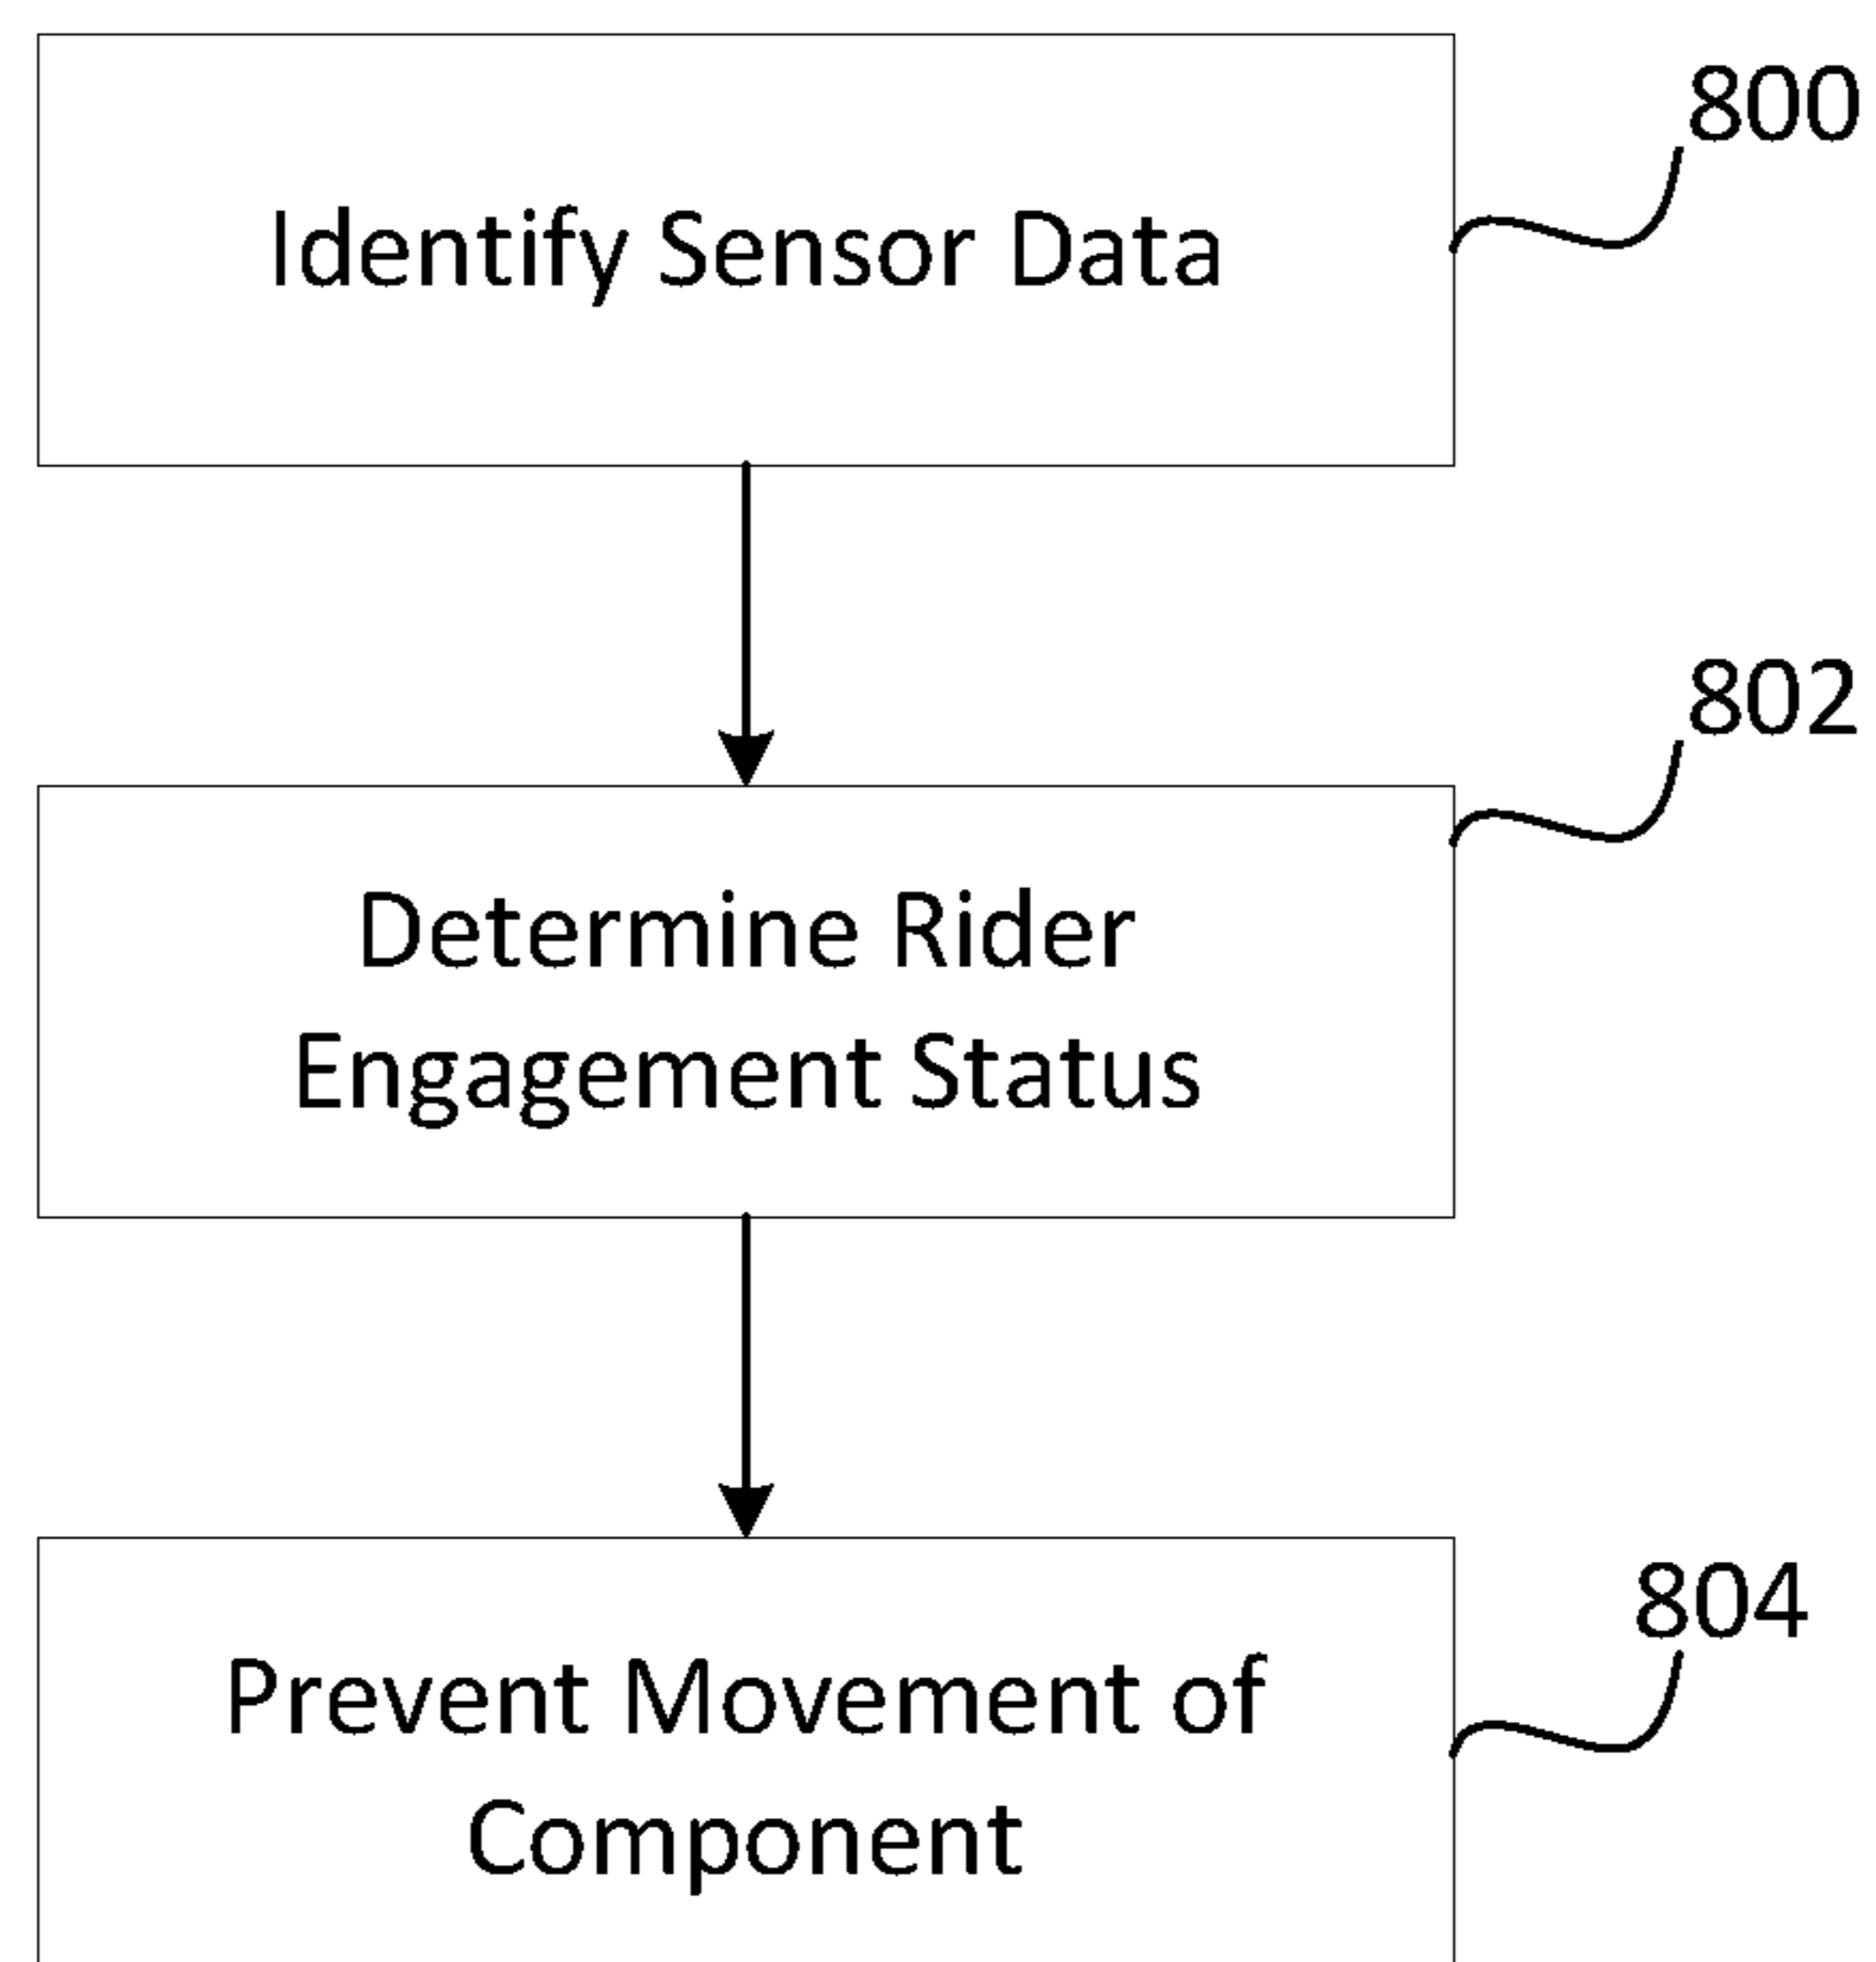 800
Identify Sensor Data
802
Determine Rider
Engagement Status
804
Prevent Movement of
Component